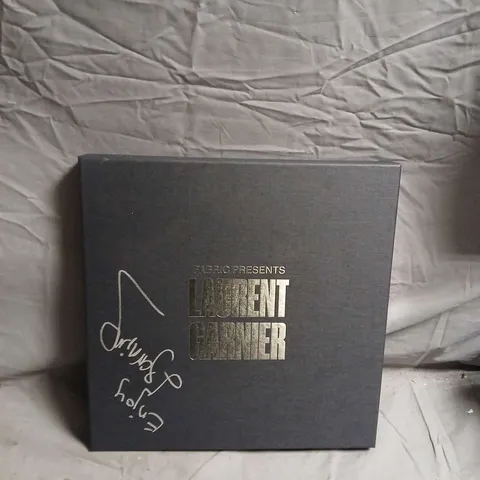 FABRIC PRESENTS
LAURENT
GARNIER
Enjoy